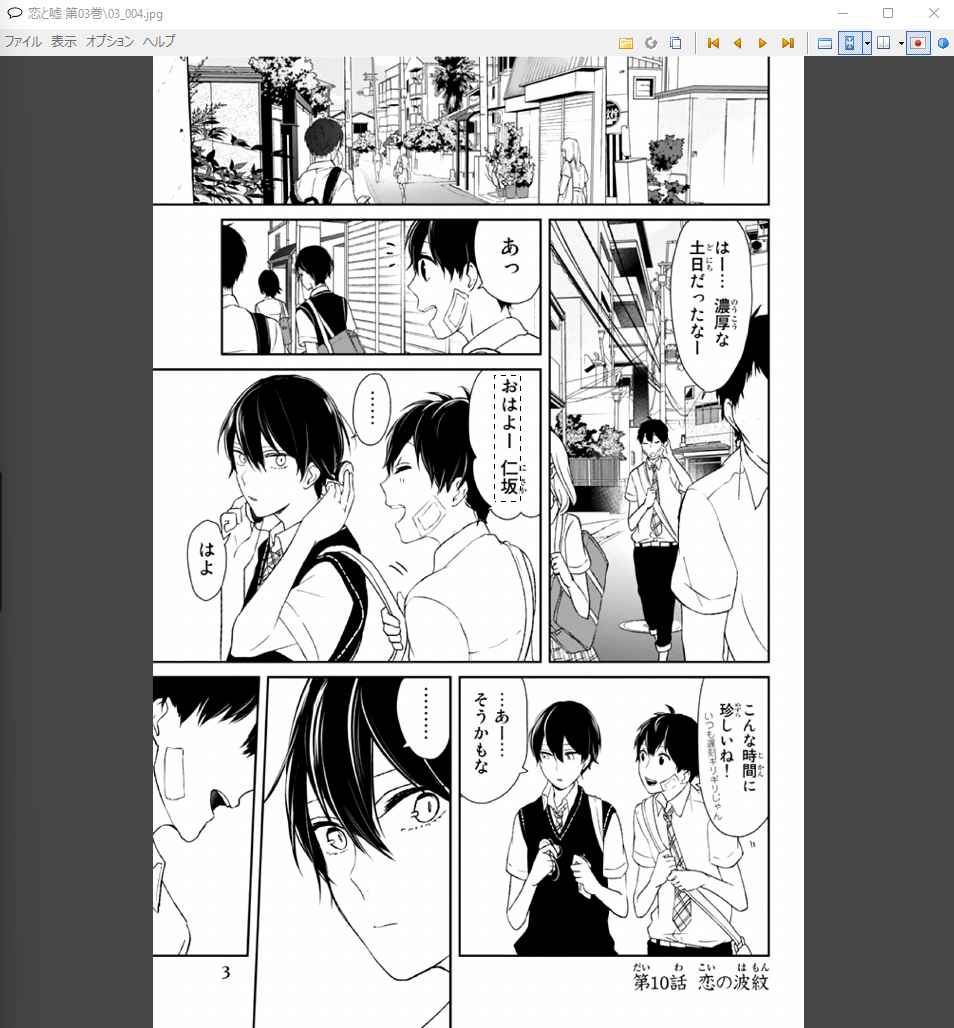 恋と嘘 第03巻\03_004.jpg
ファイル 表示 オプション ヘルプ
はー… 濃厚な
土日だったなー
あっ
おはよー 仁坂
……
はよ
こんな時間に
珍しいね!
いつも遅刻ギリギリじゃん
…あー…
そうかもな
………
第10話 恋の波紋
3